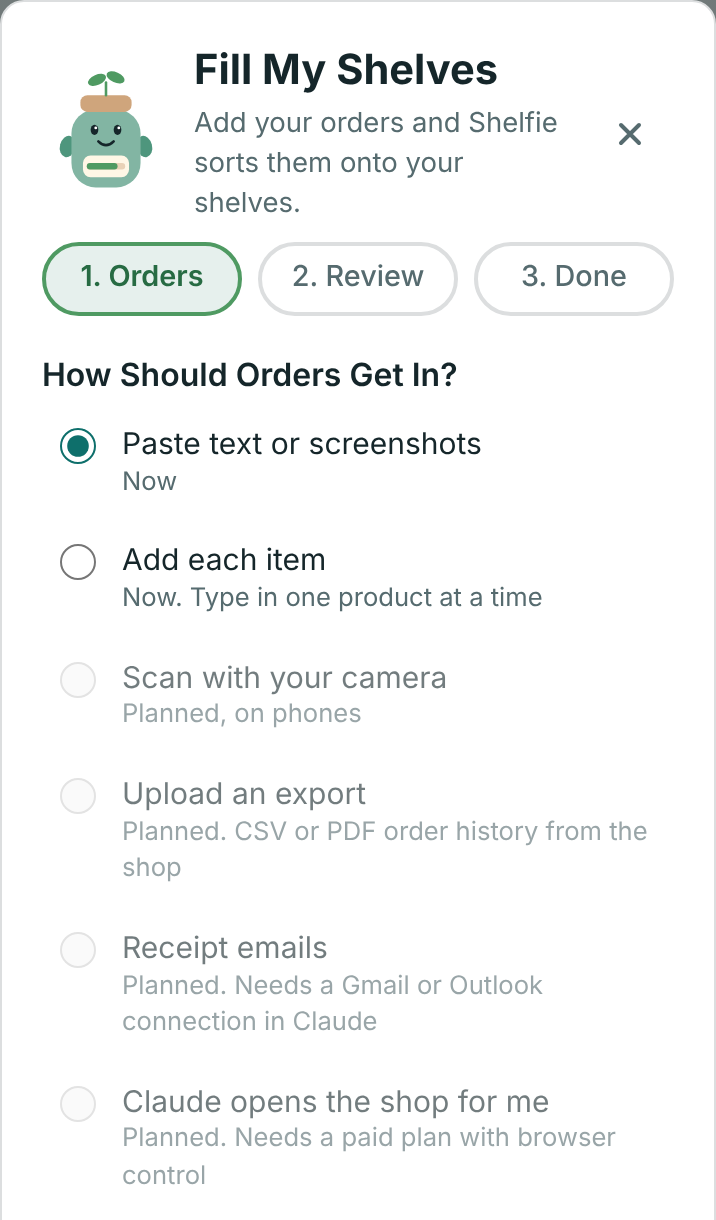 Fill My Shelves
Add your orders and Shelfie
sorts them onto your
shelves.
1. Orders
2. Review
3. Done
How Should Orders Get In?
Paste text or screenshots
Now
Add each item
Now. Type in one product at a time
Scan with your camera
Planned, on phones
Upload an export
Planned. CSV or PDF order history from the
shop
Receipt emails
Planned. Needs a Gmail or Outlook
connection in Claude
Claude opens the shop for me
Planned. Needs a paid plan with browser
control